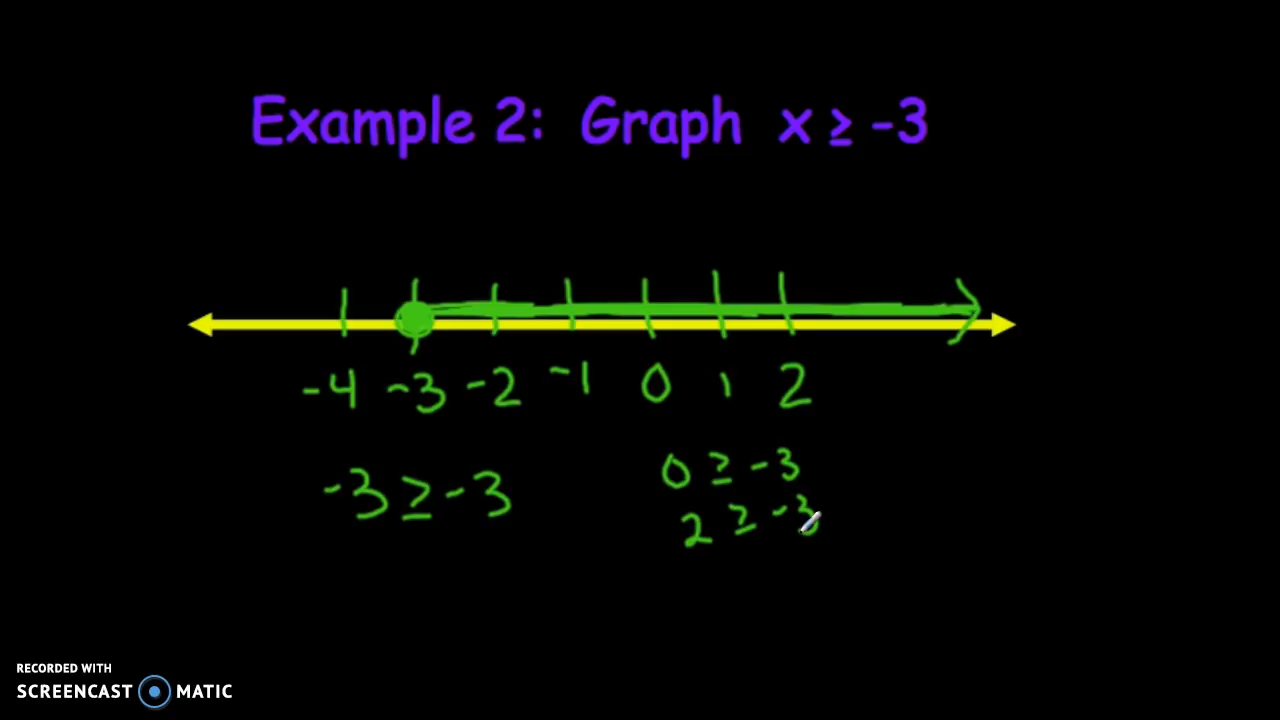 Example 2: Graph x ≥ -3
-4 -3 -2 -1 0 1 2
-3 ≥ -3
0 ≥ -3
2 ≥ -3
RECORDED WITH
SCREENCAST MATIC